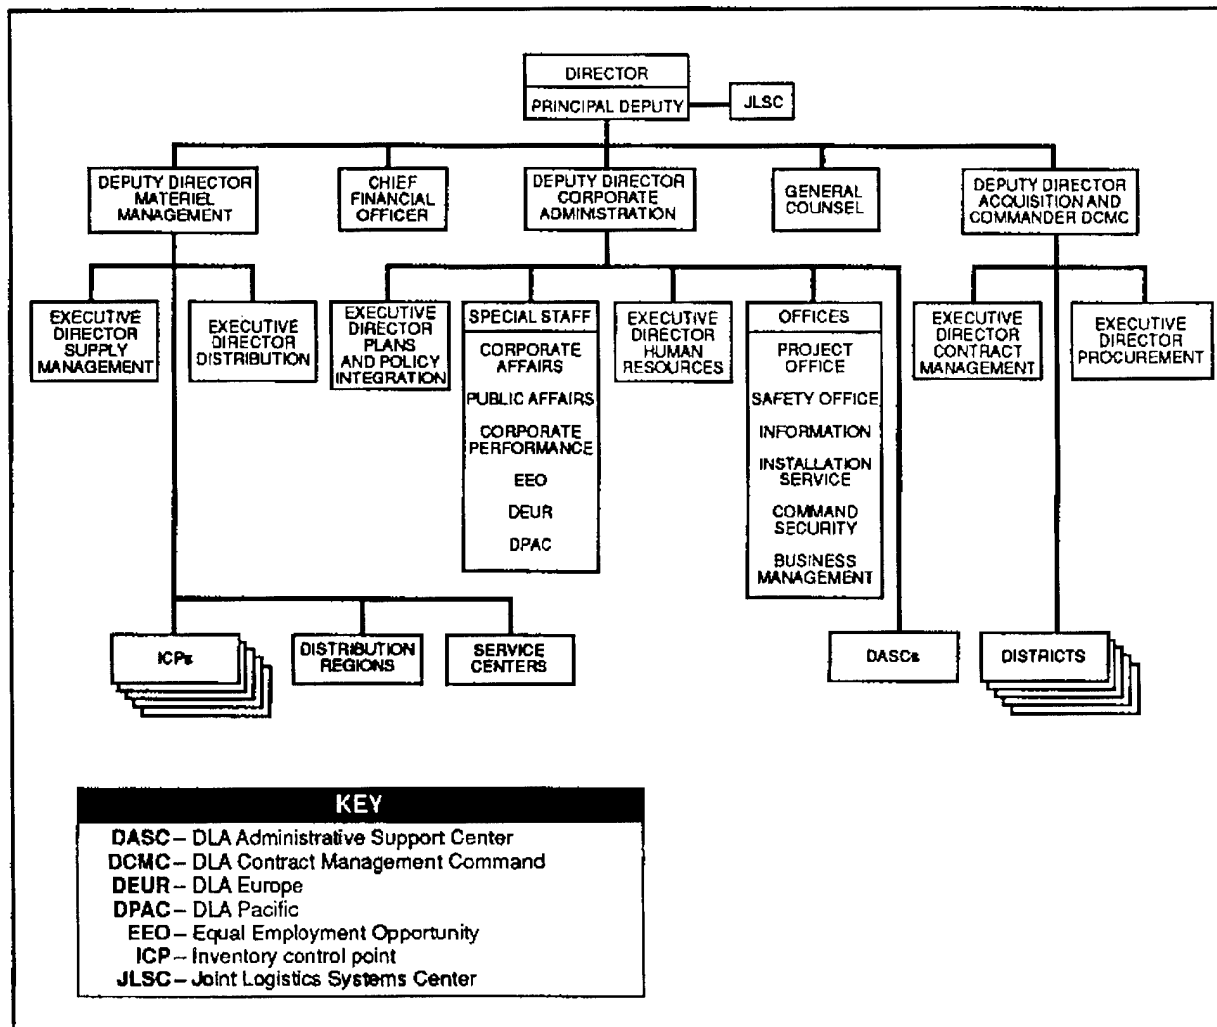 DIRECTOR
PRINCIPAL DEPUTY
JLSC
DEPUTY DIRECTOR
MATERIEL
MANAGEMENT
CHIEF
FINANCIAL
OFFICER
DEPUTY DIRECTOR
CORPORATE
ADMINISTRATION
GENERAL
COUNSEL
DEPUTY DIRECTOR
ACQUISITION AND
COMMANDER DCMC
EXECUTIVE
DIRECTOR
SUPPLY
MANAGEMENT
EXECUTIVE
DIRECTOR
DISTRIBUTION
EXECUTIVE
DIRECTOR
PLANS
AND POLICY
INTEGRATION
SPECIAL STAFF
CORPORATE
AFFAIRS
PUBLIC AFFAIRS
CORPORATE
PERFORMANCE
EEO
DEUR
DPAC
EXECUTIVE
DIRECTOR
HUMAN
RESOURCES
OFFICES
PROJECT
OFFICE
SAFETY OFFICE
INFORMATION
INSTALLATION
SERVICE
COMMAND
SECURITY
BUSINESS
MANAGEMENT
EXECUTIVE
DIRECTOR
CONTRACT
MANAGEMENT
EXECUTIVE
DIRECTOR
PROCUREMENT
ICPs
DISTRIBUTION
REGIONS
SERVICE
CENTERS
DASCs
DISTRICTS
KEY
DASC – DLA Administrative Support Center
DCMC – DLA Contract Management Command
DEUR – DLA Europe
DPAC – DLA Pacific
EEO – Equal Employment Opportunity
ICP – Inventory control point
JLSC – Joint Logistics Systems Center